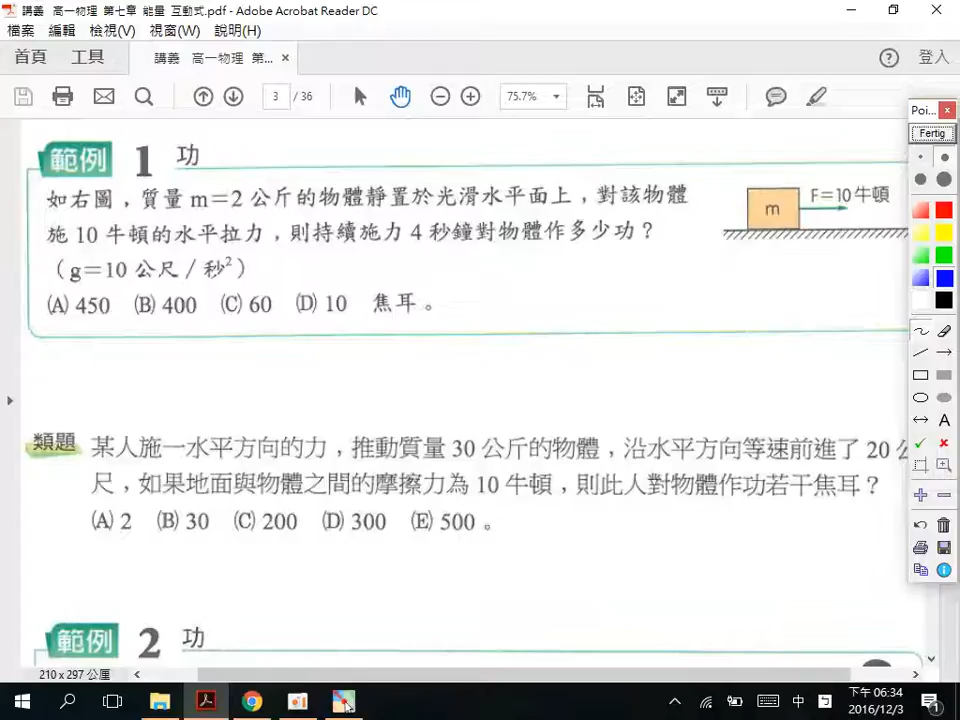 講義 高一物理 第七章 能量 互動式.pdf - Adobe Acrobat Reader DC
檔案 編輯 檢視(V) 視窗(W) 說明(H)
首頁 工具 講義 高一物理 第... × 登入
3 / 36 75.7%
Poi...
Fertig
範例 1 功
如右圖，質量 m＝2 公斤的物體靜置於光滑水平面上，對該物體
施 10 牛頓的水平拉力，則持續施力 4 秒鐘對物體作多少功？
（g＝10 公尺／秒²）
(A) 450 (B) 400 (C) 60 (D) 10 焦耳。
F＝10 牛頓
m
類題 某人施一水平方向的力，推動質量 30 公斤的物體，沿水平方向等速前進了 20 公
尺，如果地面與物體之間的摩擦力為 10 牛頓，則此人對物體作功若干焦耳？
(A) 2 (B) 30 (C) 200 (D) 300 (E) 500。
範例 2 功
210 x 297 公厘
中
下午 06:34
2016/12/3
1